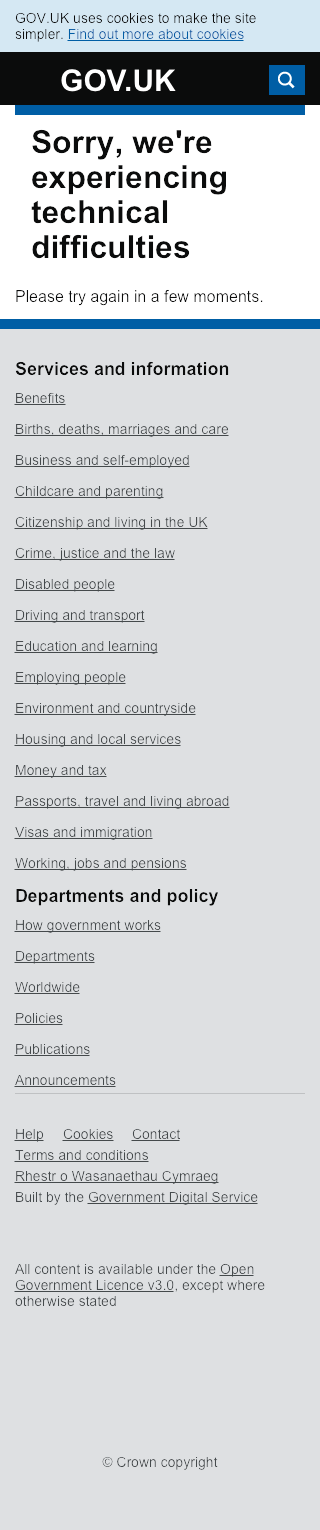 GOV.UK uses cookies to make the site
simpler. Find out more about cookies
GOV.UK
Sorry, we're
experiencing
technical
difficulties
Please try again in a few moments.
Services and information
Benefits
Births, deaths, marriages and care
Business and self-employed
Childcare and parenting
Citizenship and living in the UK
Crime, justice and the law
Disabled people
Driving and transport
Education and learning
Employing people
Environment and countryside
Housing and local services
Money and tax
Passports, travel and living abroad
Visas and immigration
Working, jobs and pensions
Departments and policy
How government works
Departments
Worldwide
Policies
Publications
Announcements
Help Cookies Contact
Terms and conditions
Rhestr o Wasanaethau Cymraeg
Built by the Government Digital Service
All content is available under the Open
Government Licence v3.0, except where
otherwise stated
© Crown copyright